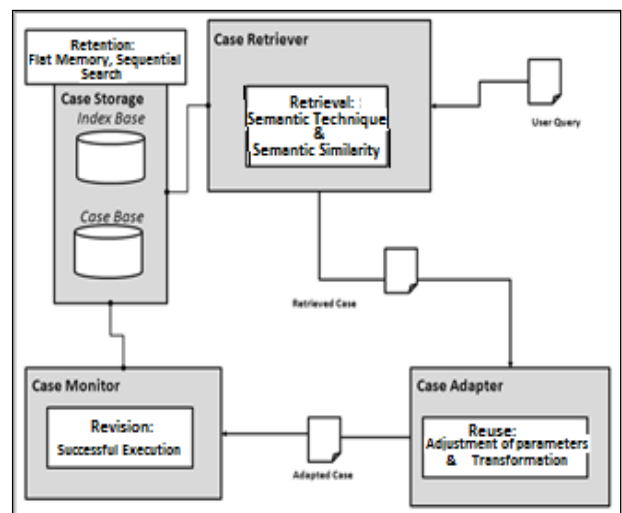 Retention:
Flat Memory, Sequential
Search
Case Storage
Index Base
Case Base
Case Retriever
Retrieval: :
Semantic Technique
&
Semantic Similarity
User Query
Retrieved Case
Case Monitor
Revision:
Successful Execution
Adapted Case
Case Adapter
Reuse:
Adjustment of parameters
& Transformation